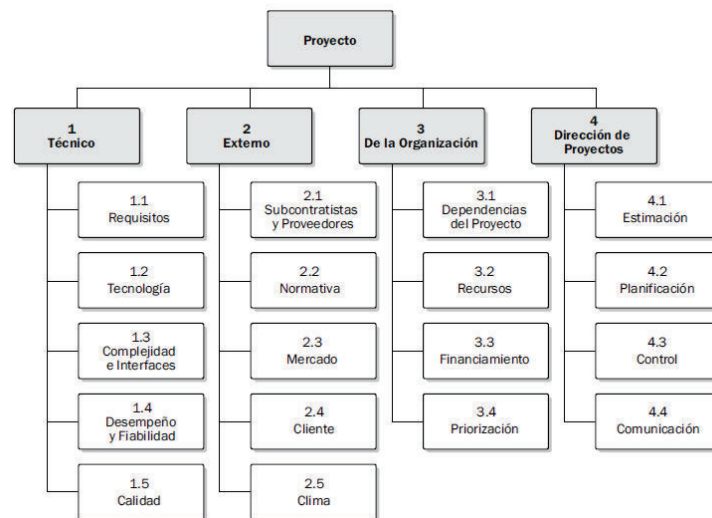 Proyecto
1
Técnico
2
Externo
3
De la Organización
4
Dirección de
Proyectos
1.1
Requisitos
1.2
Tecnología
1.3
Complejidad
e Interfaces
1.4
Desempeño
y Fiabilidad
1.5
Calidad
2.1
Subcontratistas
y Proveedores
2.2
Normativa
2.3
Mercado
2.4
Cliente
2.5
Clima
3.1
Dependencias
del Proyecto
3.2
Recursos
3.3
Financiamiento
3.4
Priorización
4.1
Estimación
4.2
Planificación
4.3
Control
4.4
Comunicación